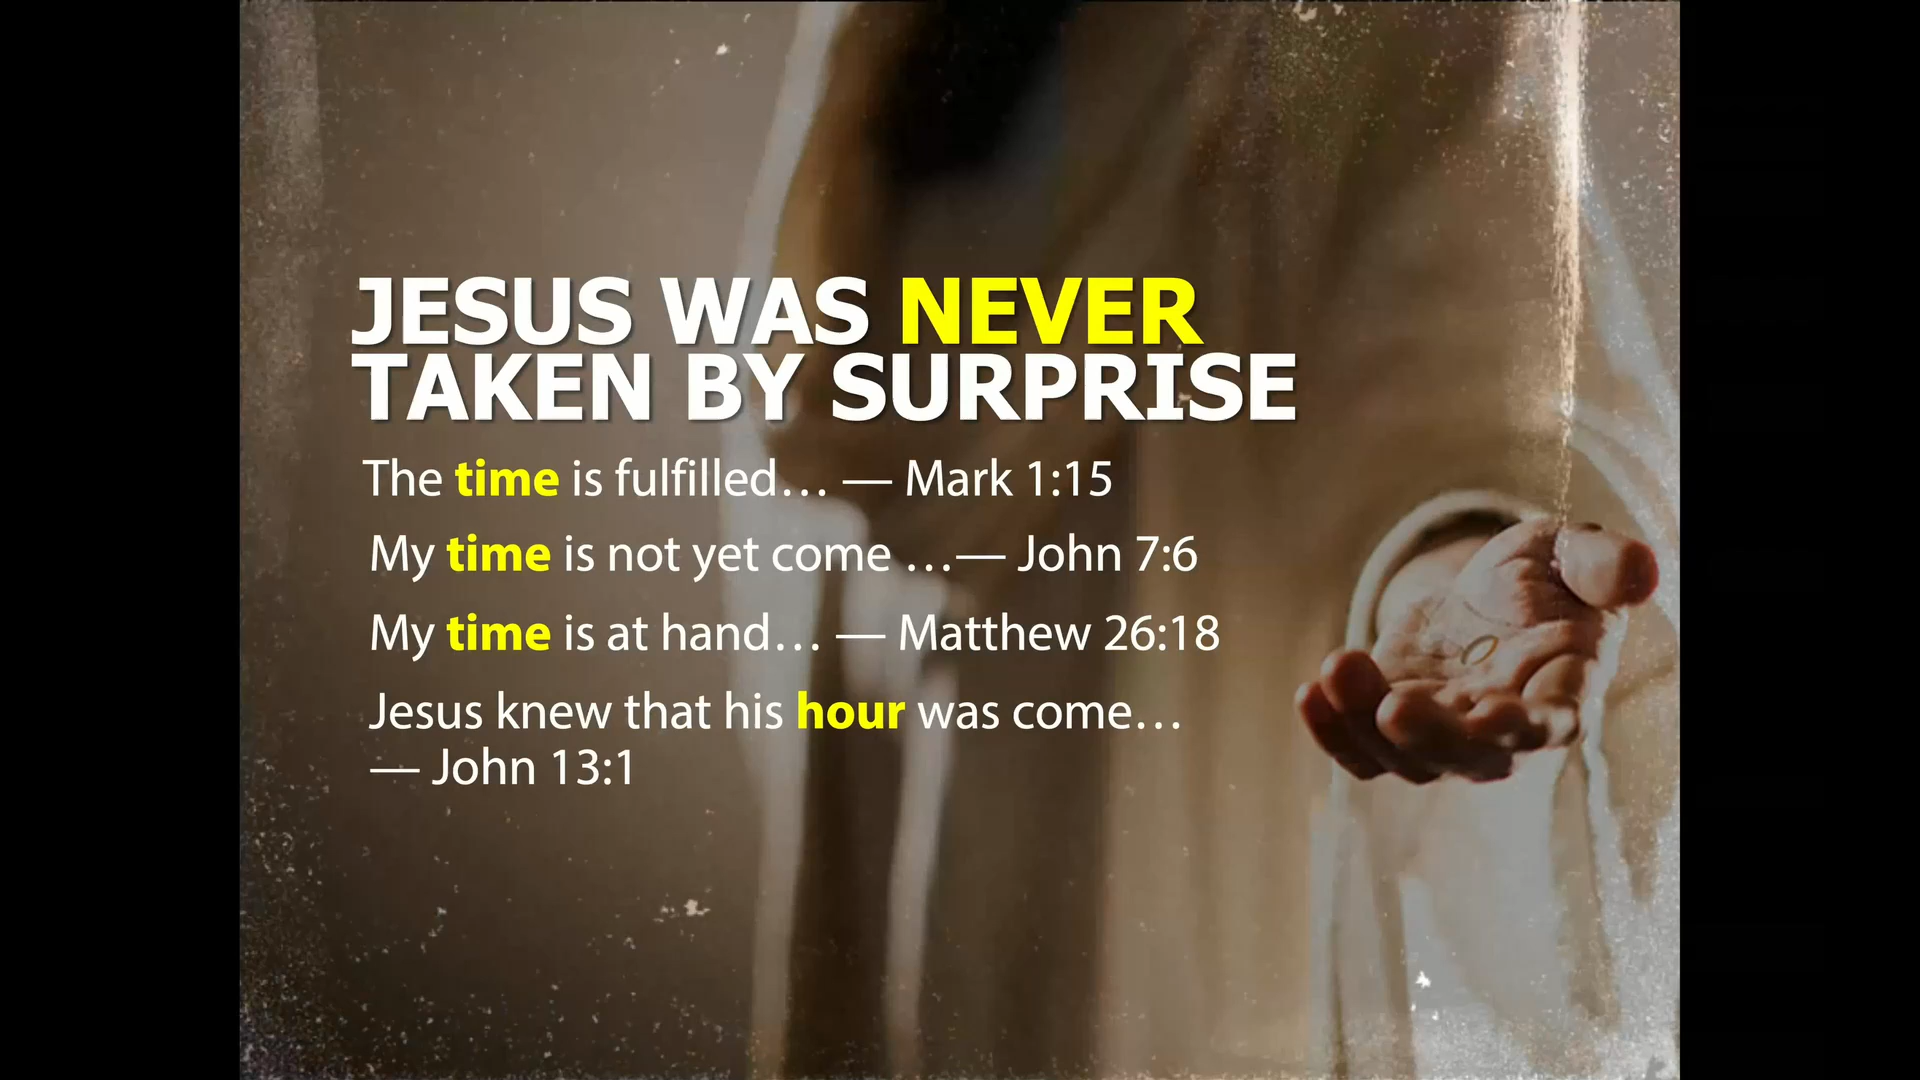 JESUS WAS NEVER
TAKEN BY SURPRISE
The time is fulfilled… — Mark 1:15
My time is not yet come …— John 7:6
My time is at hand… — Matthew 26:18
Jesus knew that his hour was come…
— John 13:1